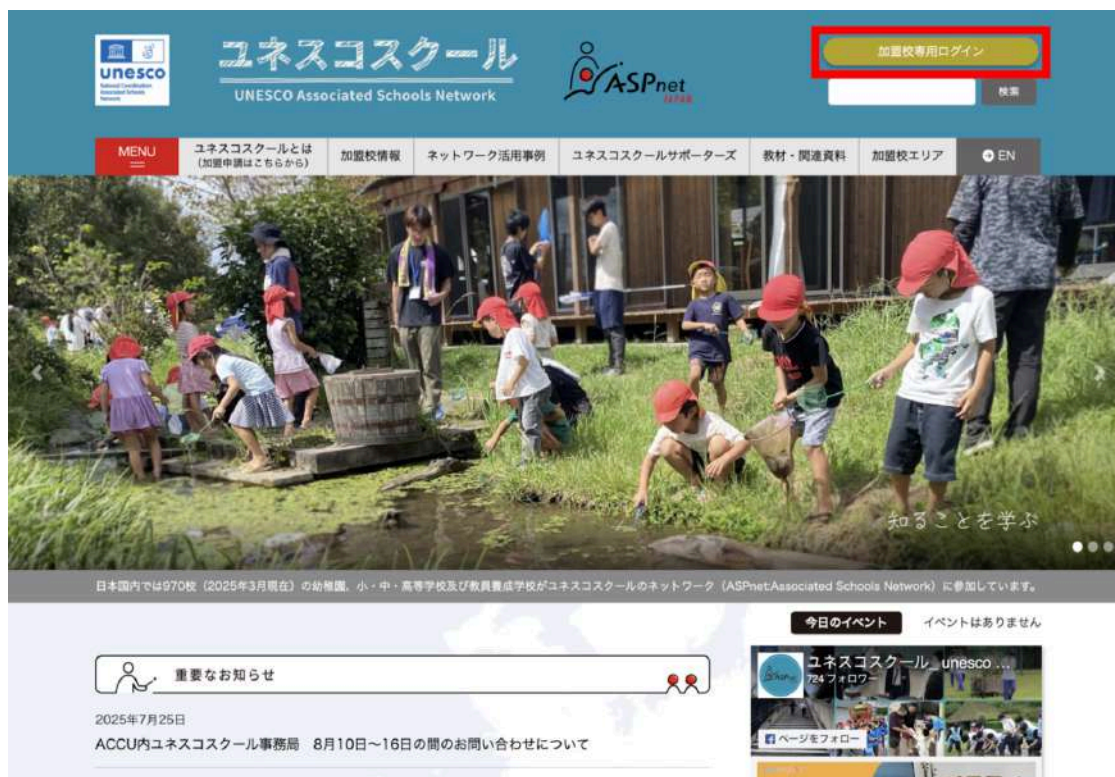 unesco
National Coordination
Associated Schools
Network
ユネスコスクール
UNESCO Associated Schools Network
ASPnet
JAPAN
加盟校専用ログイン
検索
MENU
ユネスコスクールとは
(加盟申請はこちらから)
加盟校情報
ネットワーク活用事例
ユネスコスクールサポーターズ
教材・関連資料
加盟校エリア
EN
知ることを学ぶ
日本国内では970校（2025年3月現在）の幼稚園、小・中・高等学校及び教員養成学校がユネスコスクールのネットワーク（ASPnet:Associated Schools Network）に参加しています。
今日のイベント イベントはありません
重要なお知らせ
2025年7月25日
ACCU内ユネスコスクール事務局 8月10日～16日の間のお問い合わせについて
ユネスコスクール_ unesco ...
724 フォロワー
ページをフォロー